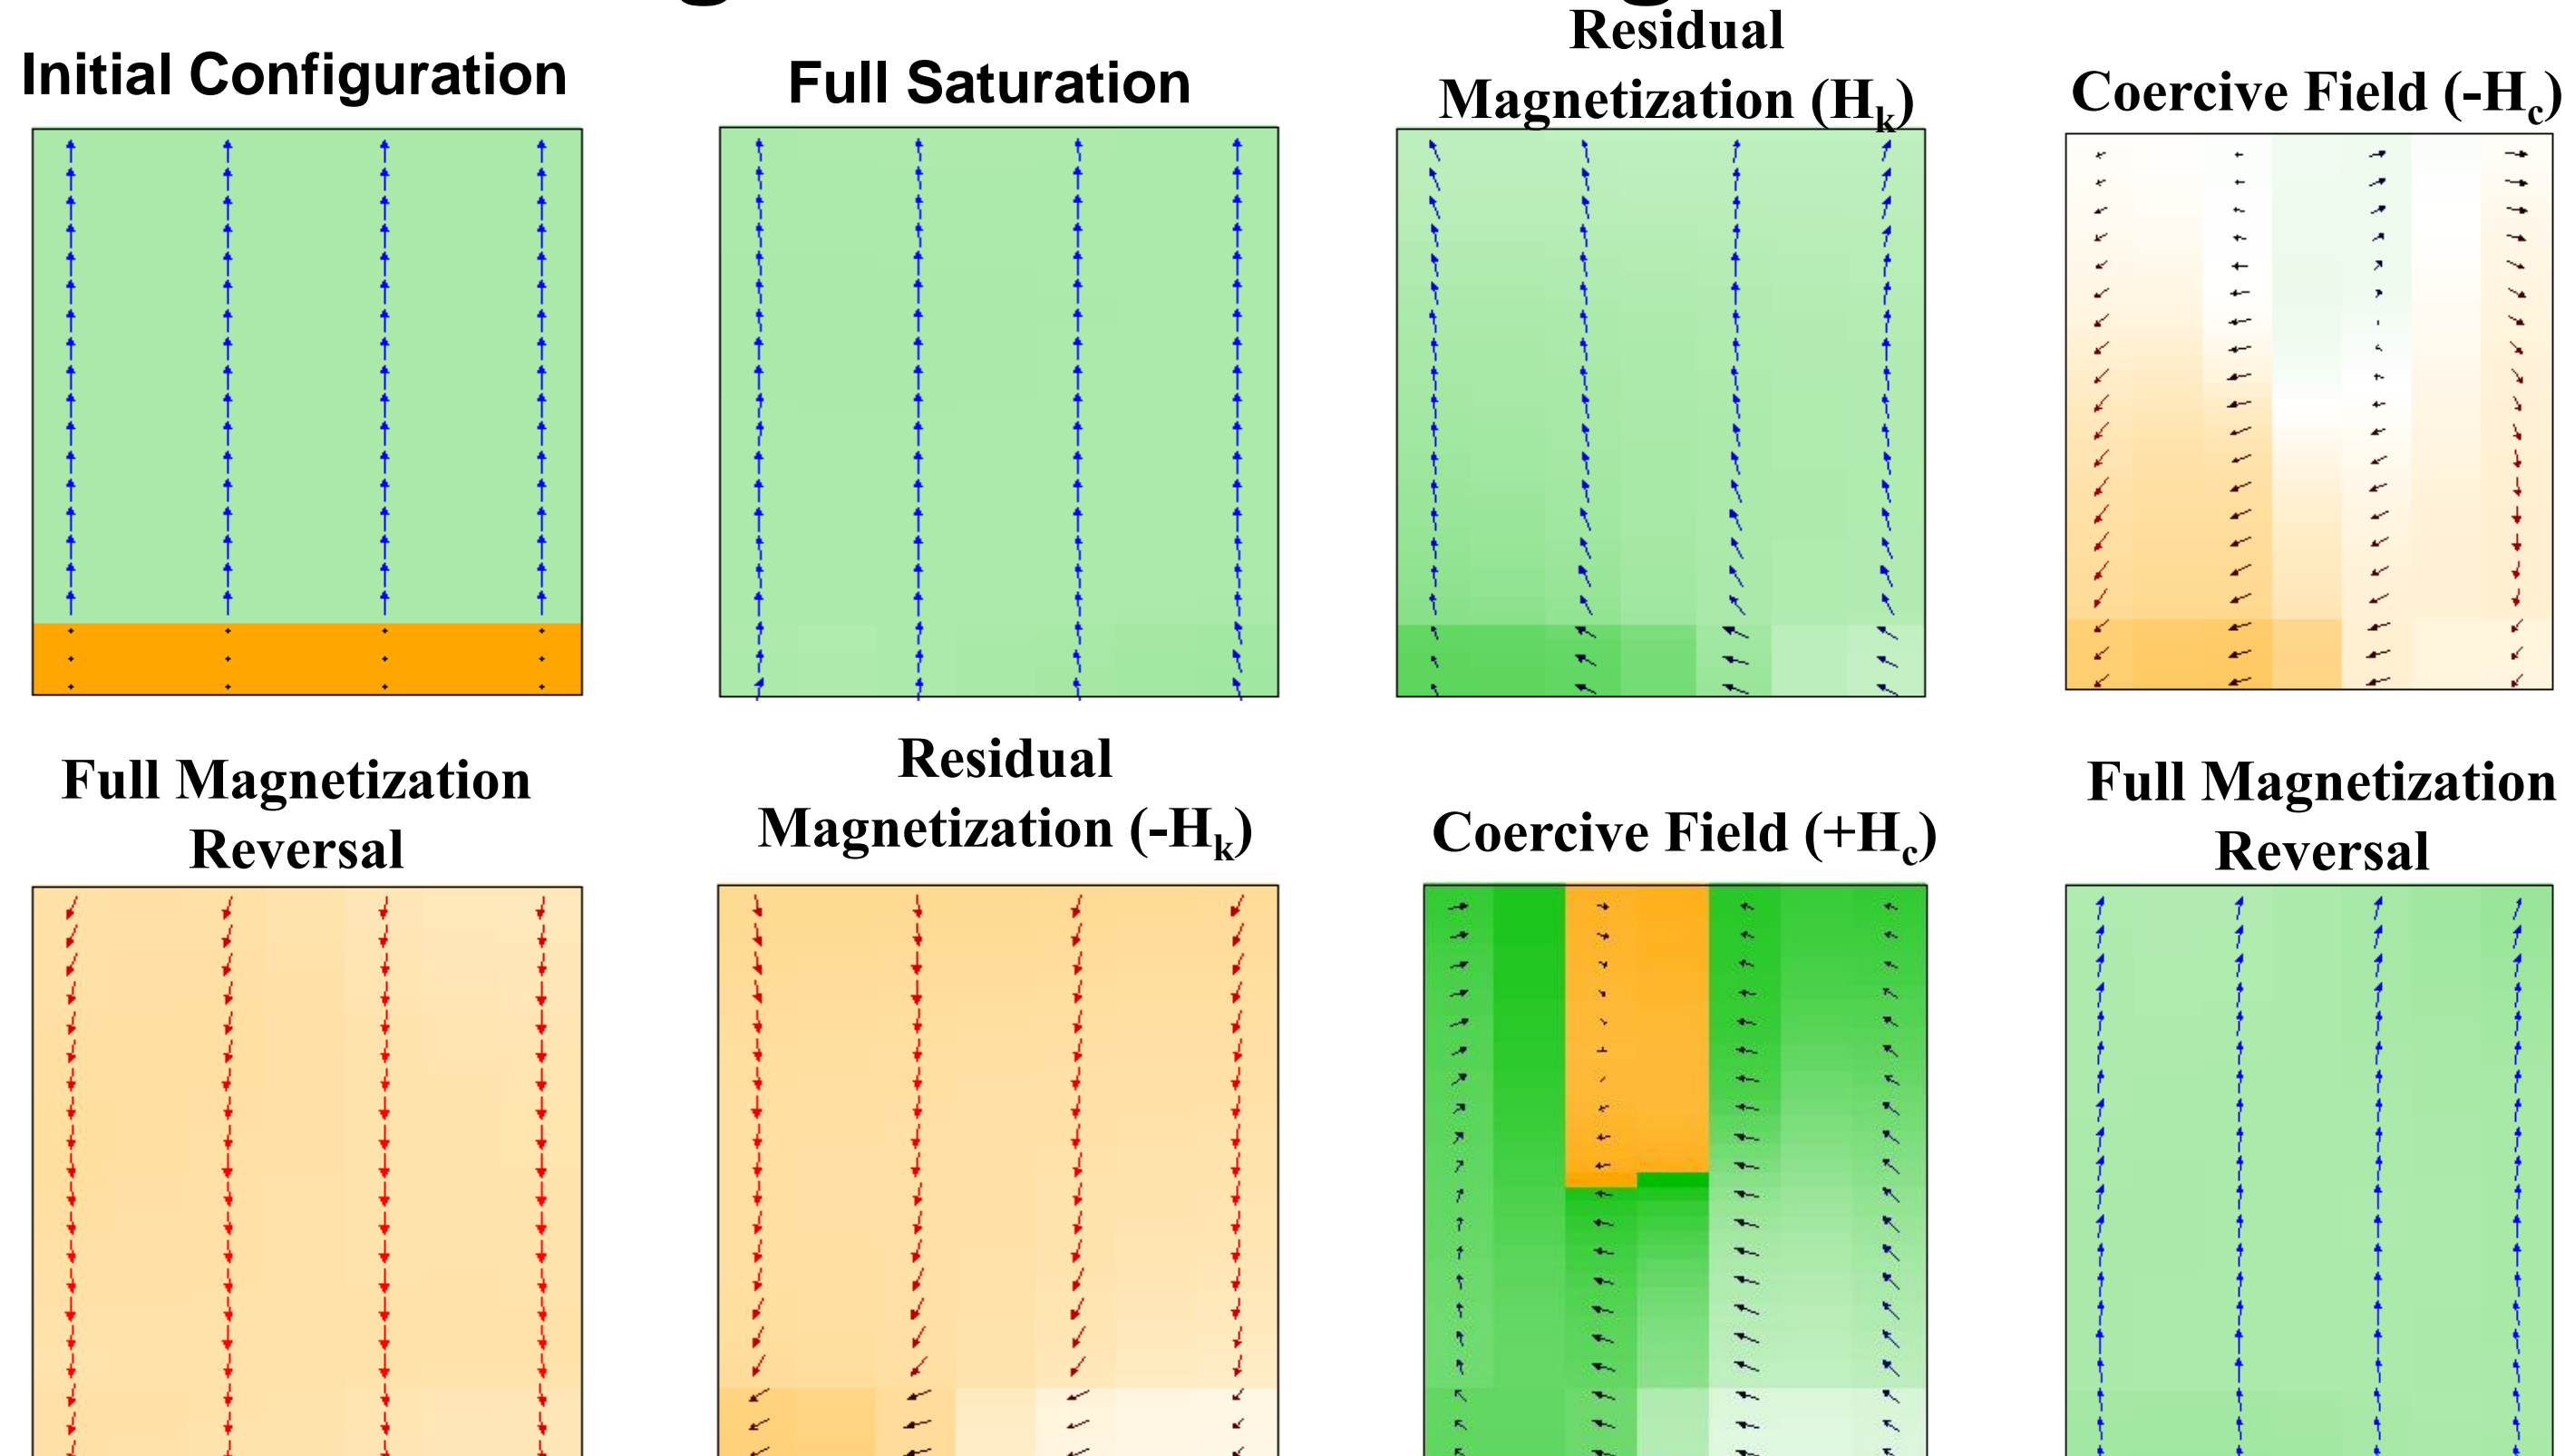 Initial Configuration
Full Saturation
Residual
Magnetization (Hk)
Coercive Field (-Hc)
Full Magnetization
Reversal
Residual
Magnetization (-Hk)
Coercive Field (+Hc)
Full Magnetization
Reversal